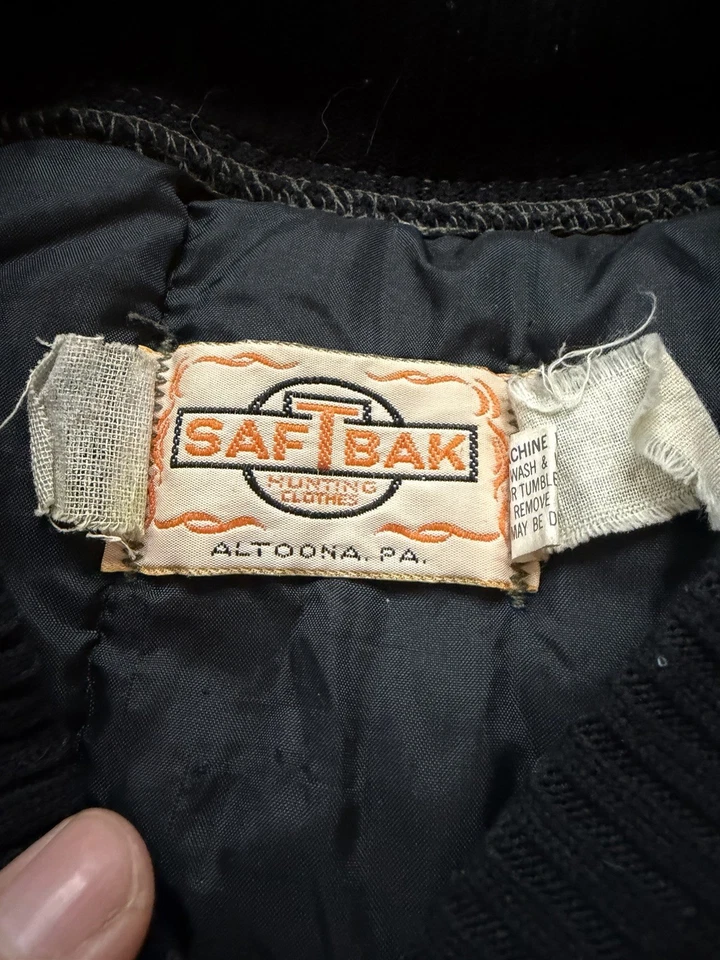 SAFTBAK
HUNTING
CLOTHES
ALTOONA, PA.
CHINE
WASH &
R TUMBLE
REMOVE
MAY BE D